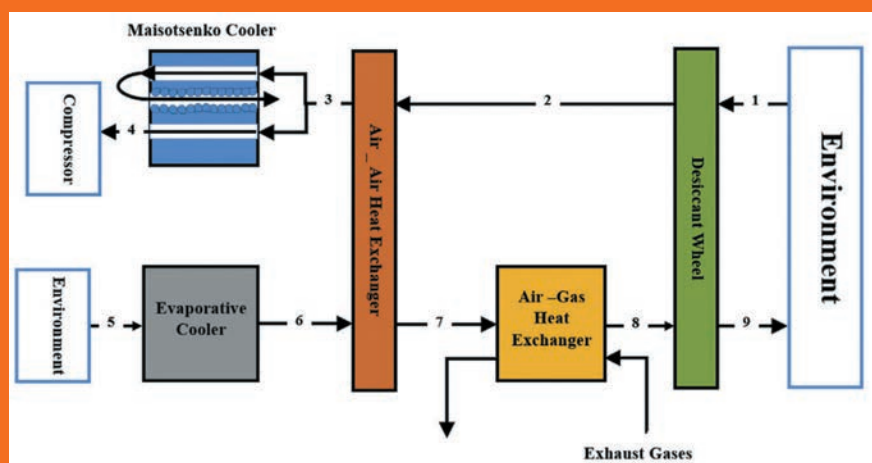 Maisotsenko Cooler
Compressor
4
3
Air _ Air Heat Exchanger
2
Desiccant Wheel
1
Environment
Environment
5
Evaporative
Cooler
6
7
Air –Gas
Heat
Exchanger
8
9
Exhaust Gases